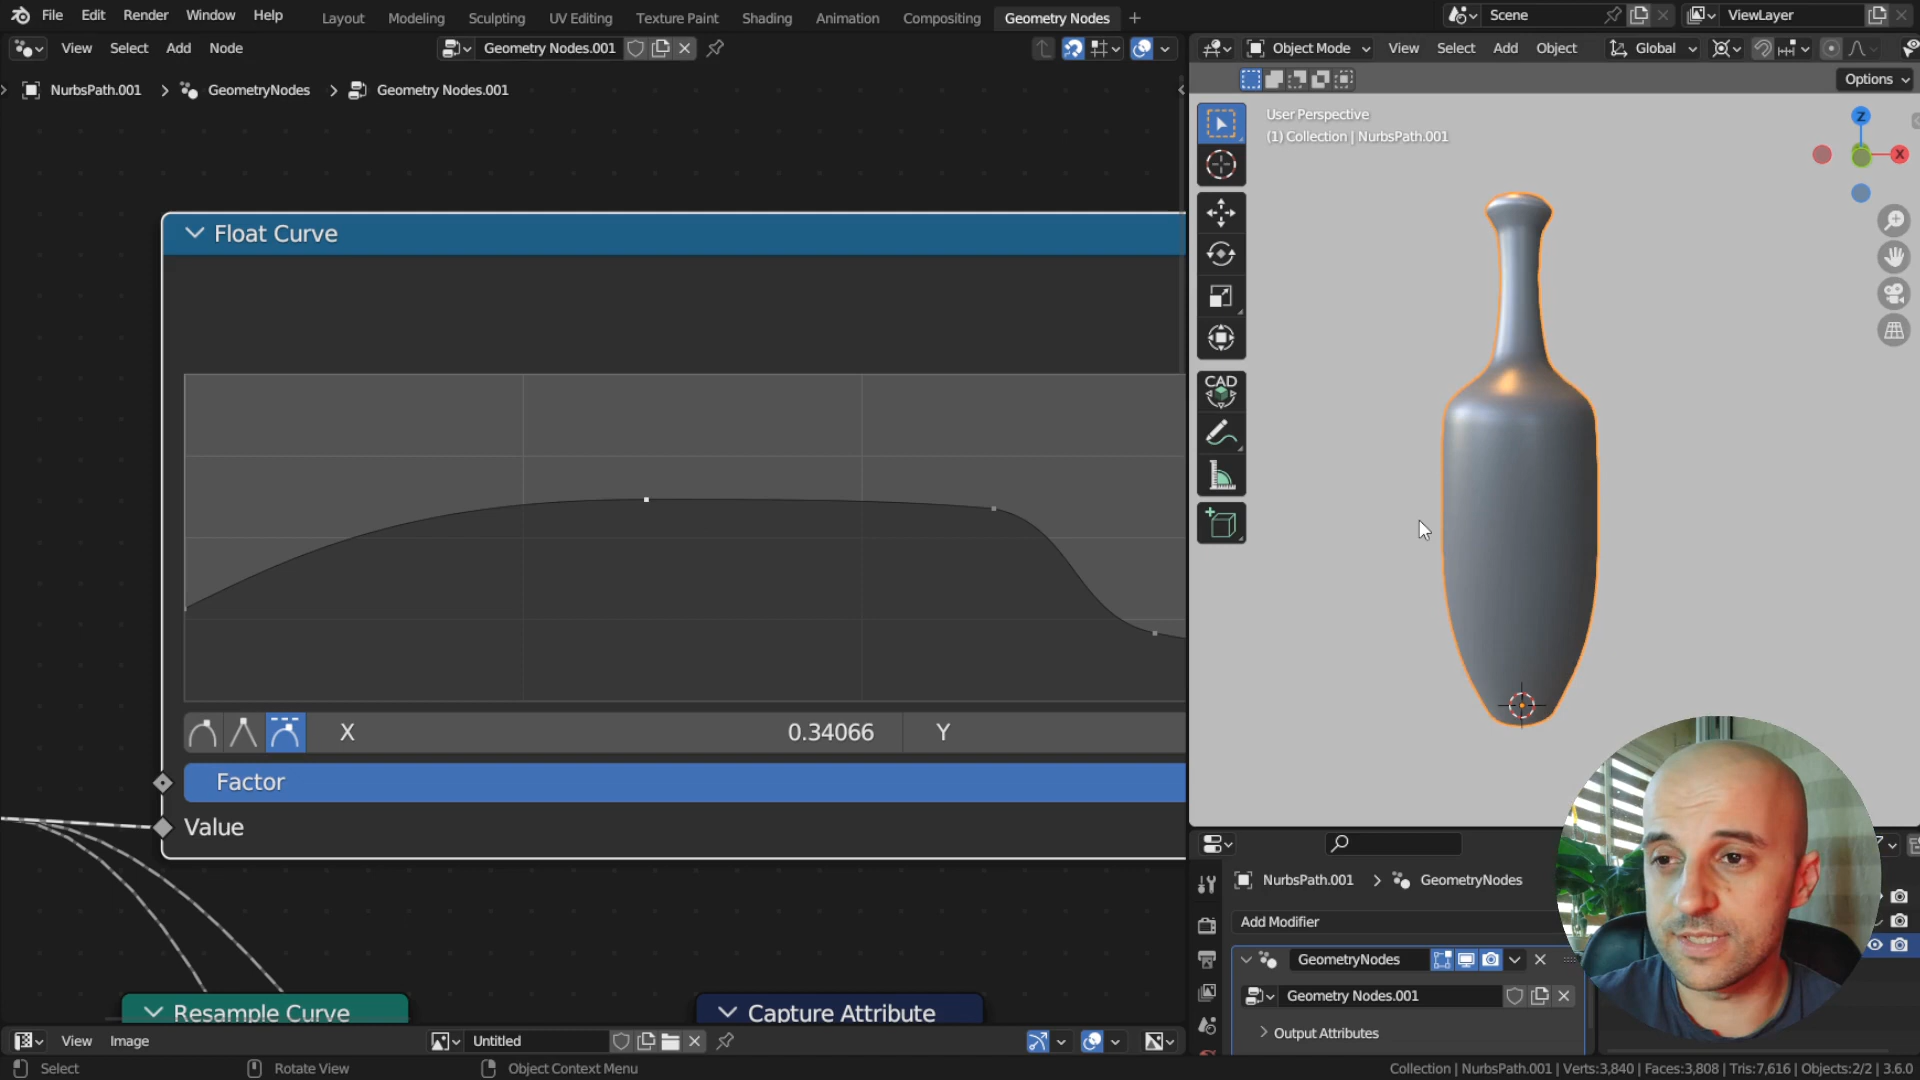 File Edit Render Window Help
Layout Modeling Sculpting UV Editing Texture Paint Shading Animation Compositing Geometry Nodes
Scene ViewLayer
View Select Add Node Geometry Nodes.001
Object Mode View Select Add Object Global
Options
NurbsPath.001 GeometryNodes Geometry Nodes.001
User Perspective
(1) Collection | NurbsPath.001
Z
X
CAD
Float Curve
X 0.34066 Y
Factor
Value
Resample Curve
Capture Attribute
NurbsPath.001 GeometryNodes
Add Modifier
GeometryNodes
Geometry Nodes.001
Output Attributes
View Image Untitled
Select Rotate View Object Context Menu
Collection | NurbsPath.001 | Verts:3,840 | Faces:3,808 | Tris:7,616 | Objects:2/2 | 3.6.0